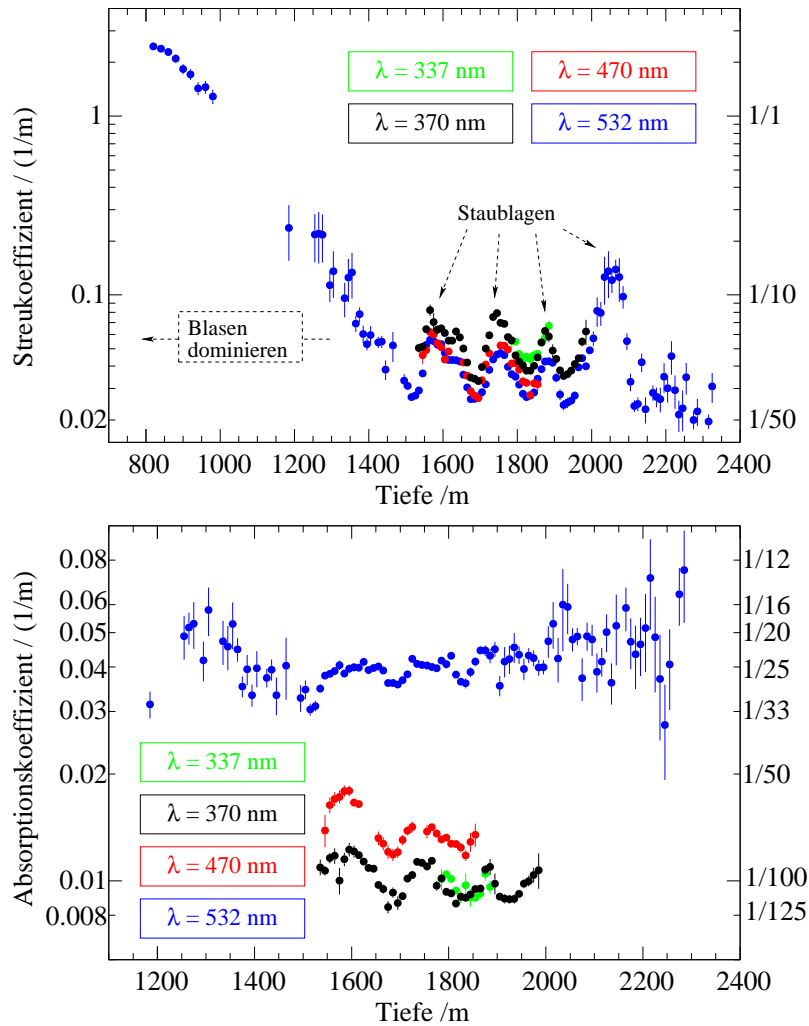 Streukoeffizient / (1/m)
1
0.1
0.02
λ = 337 nm
λ = 470 nm
λ = 370 nm
λ = 532 nm
Staublagen
Blasen
dominieren
1/1
1/10
1/50
800 1000 1200 1400 1600 1800 2000 2200 2400
Tiefe /m
Absorptionskoeffizient / (1/m)
0.08
0.06
0.05
0.04
0.03
0.02
0.01
0.008
λ = 337 nm
λ = 370 nm
λ = 470 nm
λ = 532 nm
1/12
1/16
1/20
1/25
1/33
1/50
1/100
1/125
1200 1400 1600 1800 2000 2200 2400
Tiefe /m